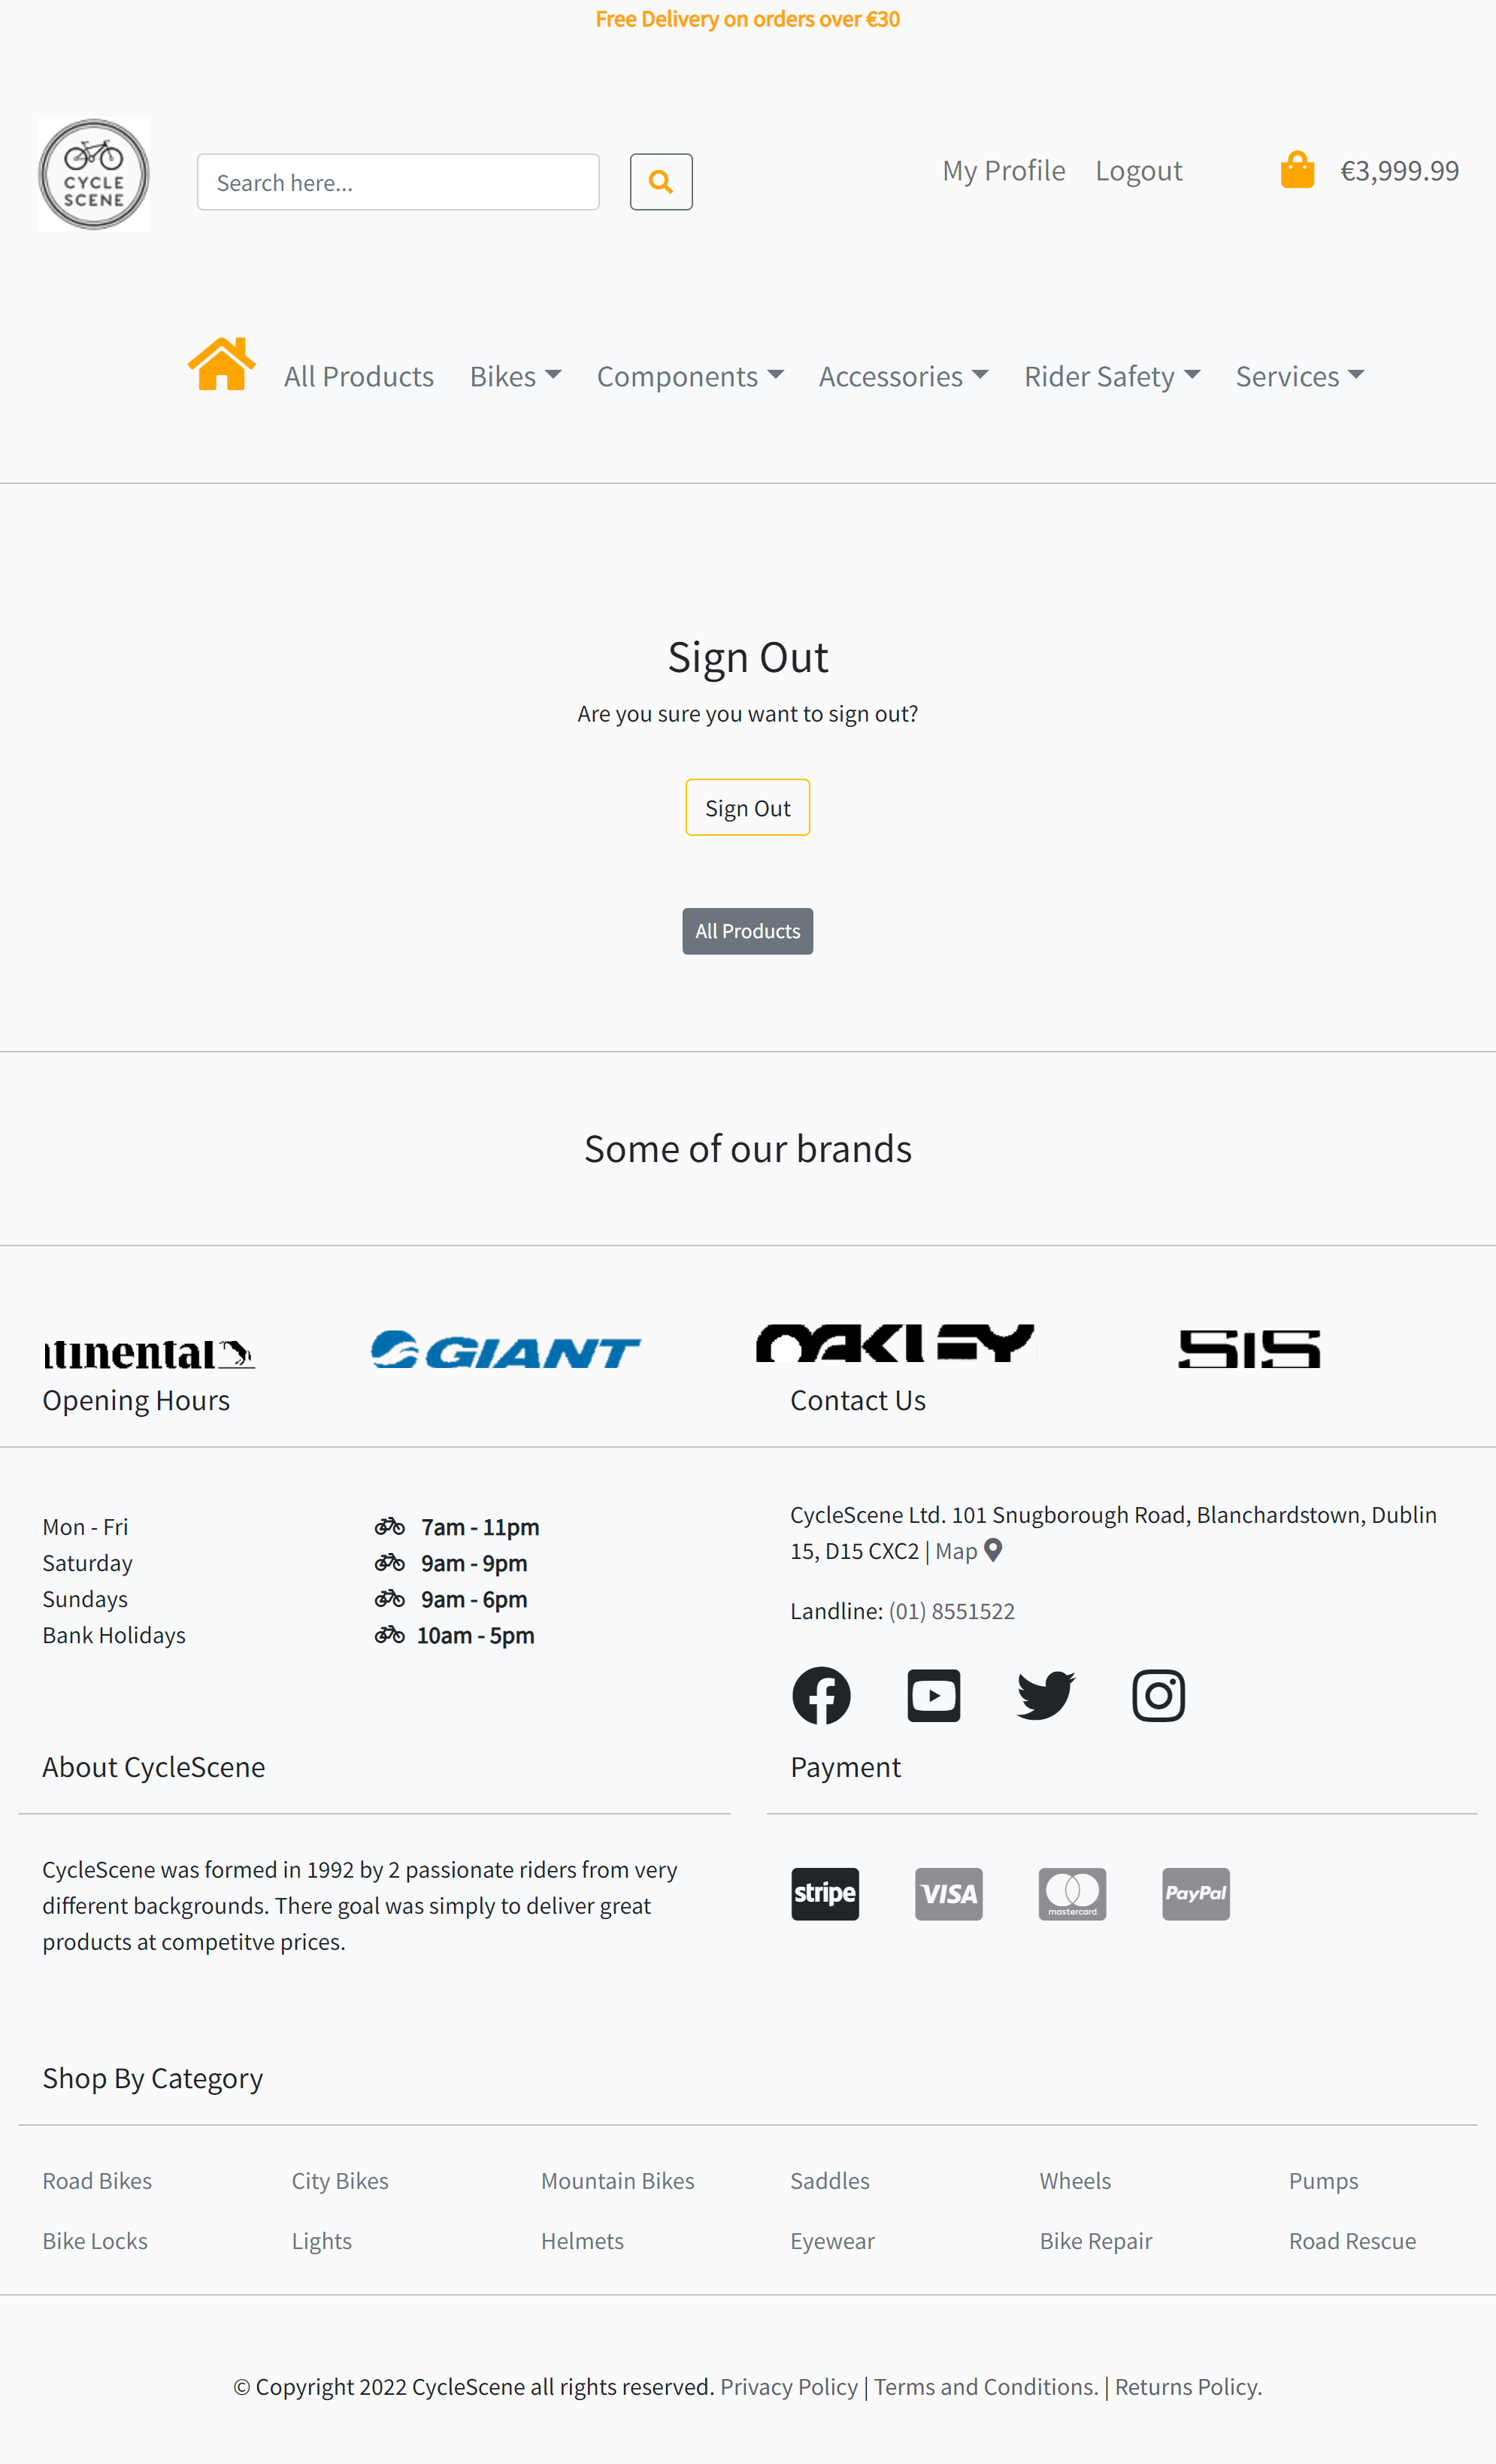 Free Delivery on orders over €30
CYCLE
SCENE
Search here...
My Profile Logout €3,999.99
All Products Bikes Components Accessories Rider Safety Services
Sign Out
Are you sure you want to sign out?
Sign Out
All Products
Some of our brands
ntinental GIANT OAKLEY SIS
Opening Hours
Mon - Fri 7am - 11pm
Saturday 9am - 9pm
Sundays 9am - 6pm
Bank Holidays 10am - 5pm
Contact Us
CycleScene Ltd. 101 Snugborough Road, Blanchardstown, Dublin
15, D15 CXC2 | Map
Landline: (01) 8551522
About CycleScene
CycleScene was formed in 1992 by 2 passionate riders from very
different backgrounds. There goal was simply to deliver great
products at competitve prices.
Payment
stripe VISA mastercard PayPal
Shop By Category
Road Bikes City Bikes Mountain Bikes Saddles Wheels Pumps
Bike Locks Lights Helmets Eyewear Bike Repair Road Rescue
© Copyright 2022 CycleScene all rights reserved. Privacy Policy | Terms and Conditions. | Returns Policy.